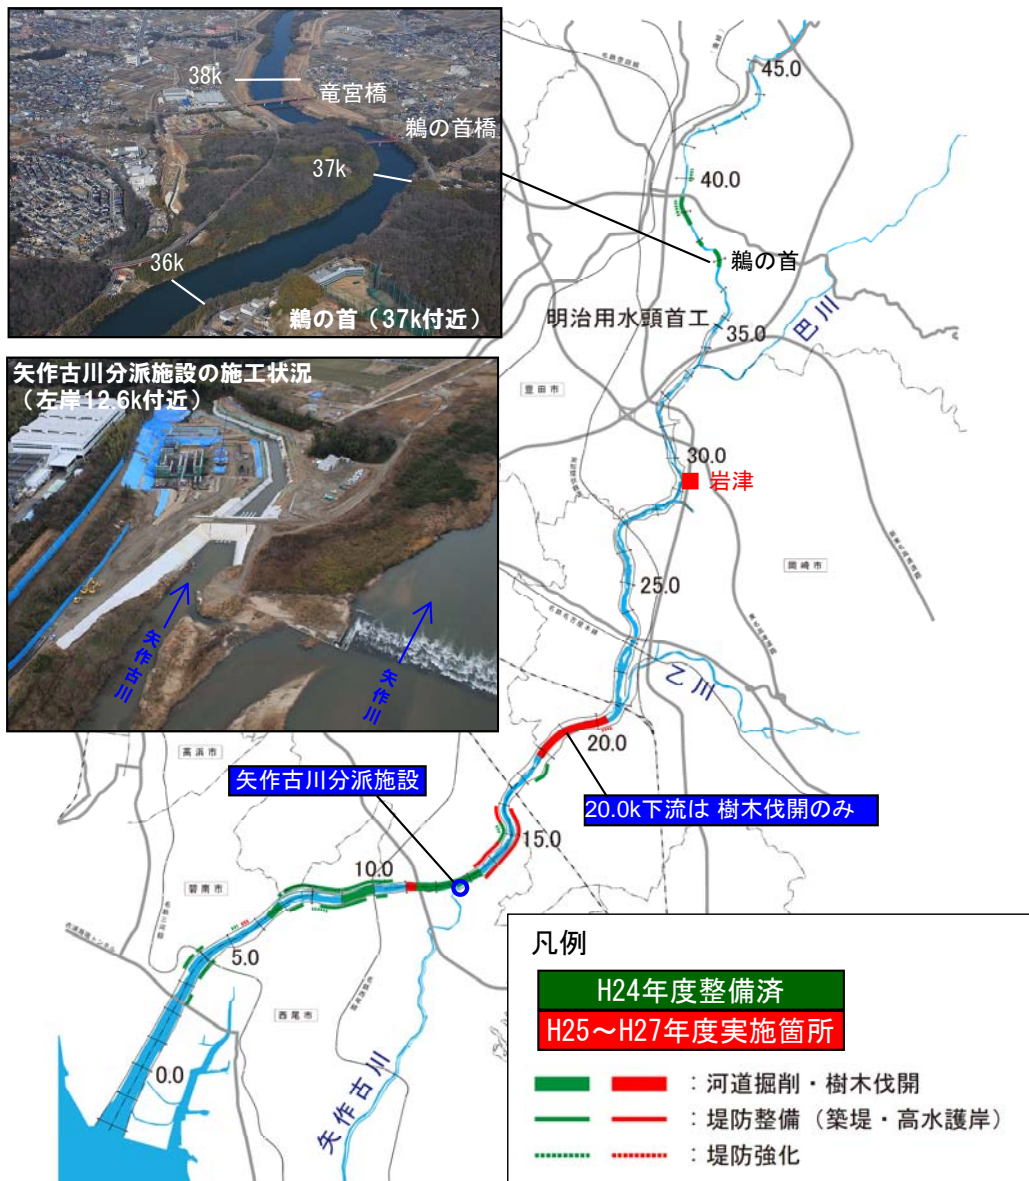 38k
竜宮橋
鵜の首橋
37k
36k
鵜の首（37k付近）
矢作古川分派施設の施工状況
（左岸12.6k付近）
矢作古川
矢作川
45.0
40.0
鵜の首
明治用水頭首工
35.0
巴川
豊田市
30.0
岩津
25.0
岡崎市
名鉄名古屋本線
乙川
20.0
高浜市
矢作古川分派施設
20.0k下流は 樹木伐開のみ
15.0
10.0
碧南市
5.0
西尾市
0.0
矢作古川
凡例
H24年度整備済
H25～H27年度実施箇所
：河道掘削・樹木伐開
：堤防整備（築堤・高水護岸）
：堤防強化